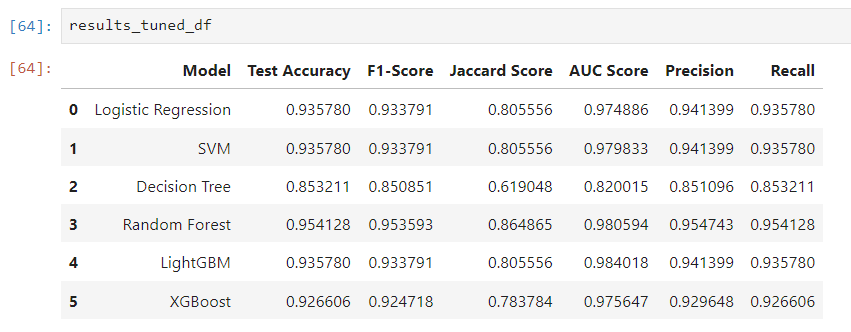 [64]: results_tuned_df
[64]: Model Test Accuracy F1-Score Jaccard Score AUC Score Precision Recall
0 Logistic Regression 0.935780 0.933791 0.805556 0.974886 0.941399 0.935780
1 SVM 0.935780 0.933791 0.805556 0.979833 0.941399 0.935780
2 Decision Tree 0.853211 0.850851 0.619048 0.820015 0.851096 0.853211
3 Random Forest 0.954128 0.953593 0.864865 0.980594 0.954743 0.954128
4 LightGBM 0.935780 0.933791 0.805556 0.984018 0.941399 0.935780
5 XGBoost 0.926606 0.924718 0.783784 0.975647 0.929648 0.926606